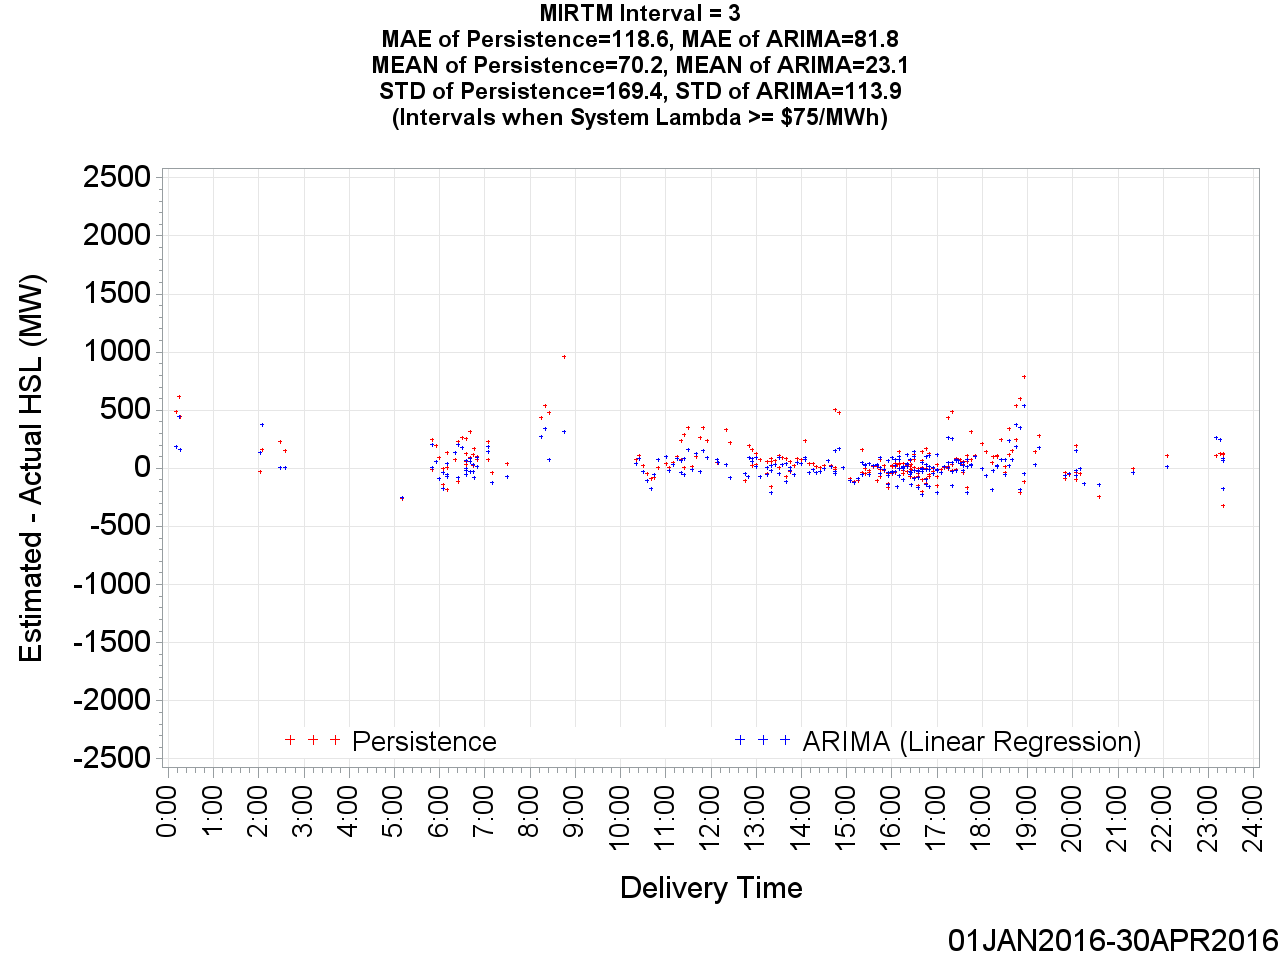 MIRTM Interval = 3
MAE of Persistence=118.6, MAE of ARIMA=81.8
MEAN of Persistence=70.2, MEAN of ARIMA=23.1
STD of Persistence=169.4, STD of ARIMA=113.9
(Intervals when System Lambda >= $75/MWh)
Estimated - Actual HSL (MW)
2500
2000
1500
1000
500
0
-500
-1000
-1500
-2000
-2500
Persistence
ARIMA (Linear Regression)
0:00 1:00 2:00 3:00 4:00 5:00 6:00 7:00 8:00 9:00 10:00 11:00 12:00 13:00 14:00 15:00 16:00 17:00 18:00 19:00 20:00 21:00 22:00 23:00 24:00
Delivery Time
01JAN2016-30APR2016